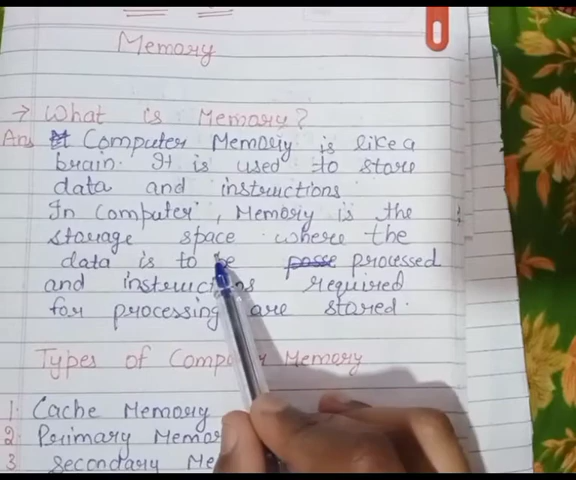 Memory
→ What is Memory?
Ans Computer Memory is like a
brain. It is used to store
data and instructions
In Computer, Memory is the
storage space where the
data is to be processed
and instructions required
for processing are stored.
Types of Computer Memory
1. Cache Memory
2. Primary Memo
3 Secondary Me